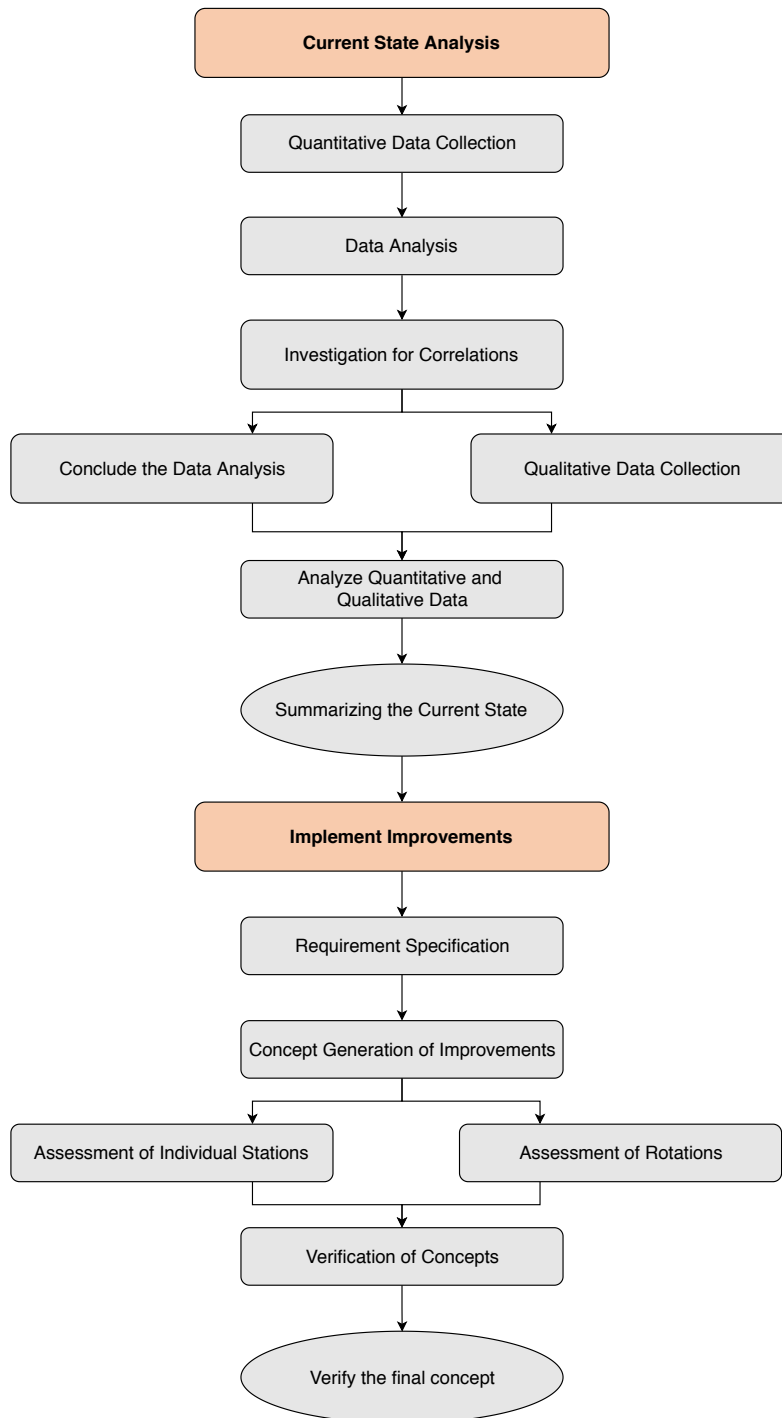 Current State Analysis
Quantitative Data Collection
Data Analysis
Investigation for Correlations
Conclude the Data Analysis
Qualitative Data Collection
Analyze Quantitative and
Qualitative Data
Summarizing the Current State
Implement Improvements
Requirement Specification
Concept Generation of Improvements
Assessment of Individual Stations
Assessment of Rotations
Verification of Concepts
Verify the final concept